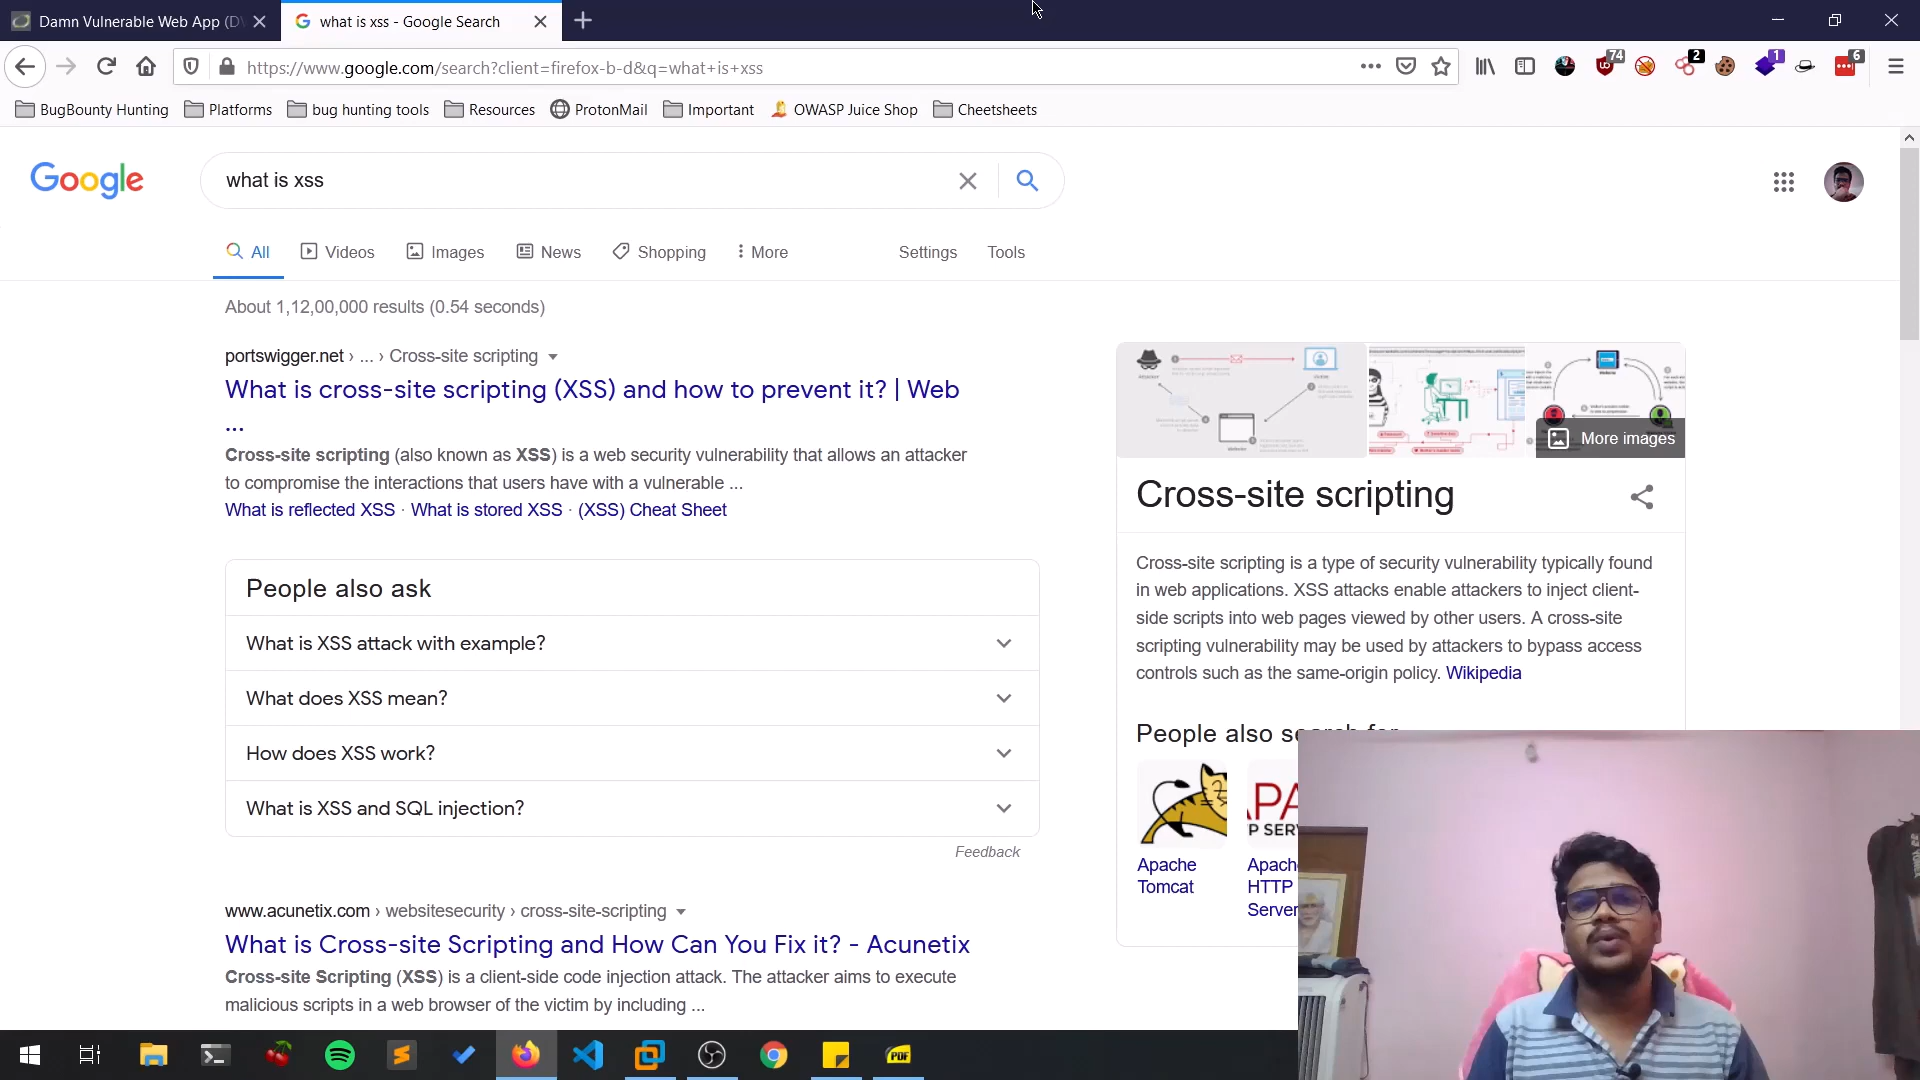 Damn Vulnerable Web App (DV
what is xss - Google Search
https://www.google.com/search?client=firefox-b-d&q=what+is+xss
74
2
1
6
BugBounty Hunting
Platforms
bug hunting tools
Resources
ProtonMail
Important
OWASP Juice Shop
Cheetsheets
Google
what is xss
All
Videos
Images
News
Shopping
More
Settings
Tools
About 1,12,00,000 results (0.54 seconds)
portswigger.net › ... › Cross-site scripting
What is cross-site scripting (XSS) and how to prevent it? | Web
...
Cross-site scripting (also known as XSS) is a web security vulnerability that allows an attacker
to compromise the interactions that users have with a vulnerable ...
What is reflected XSS · What is stored XSS · (XSS) Cheat Sheet
People also ask
What is XSS attack with example?
What does XSS mean?
How does XSS work?
What is XSS and SQL injection?
Feedback
www.acunetix.com › websitesecurity › cross-site-scripting
What is Cross-site Scripting and How Can You Fix it? - Acunetix
Cross-site Scripting (XSS) is a client-side code injection attack. The attacker aims to execute
malicious scripts in a web browser of the victim by including ...
More images
Cross-site scripting
Cross-site scripting is a type of security vulnerability typically found
in web applications. XSS attacks enable attackers to inject client-
side scripts into web pages viewed by other users. A cross-site
scripting vulnerability may be used by attackers to bypass access
controls such as the same-origin policy. Wikipedia
People also search for
Apache
Tomcat
Apache
HTTP
Server
PDF